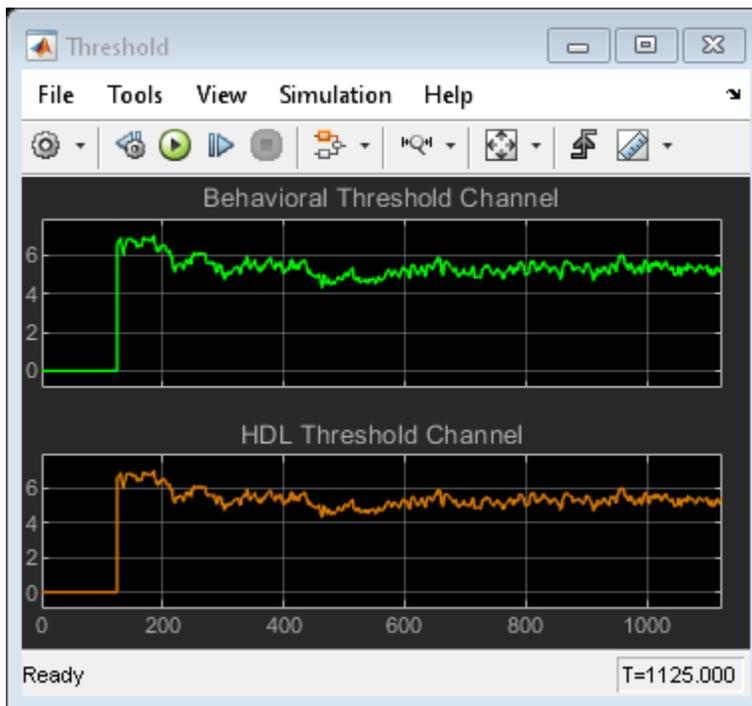 Threshold
File Tools View Simulation Help
Behavioral Threshold Channel
6
4
2
0
HDL Threshold Channel
6
4
2
0
0 200 400 600 800 1000
Ready T=1125.000